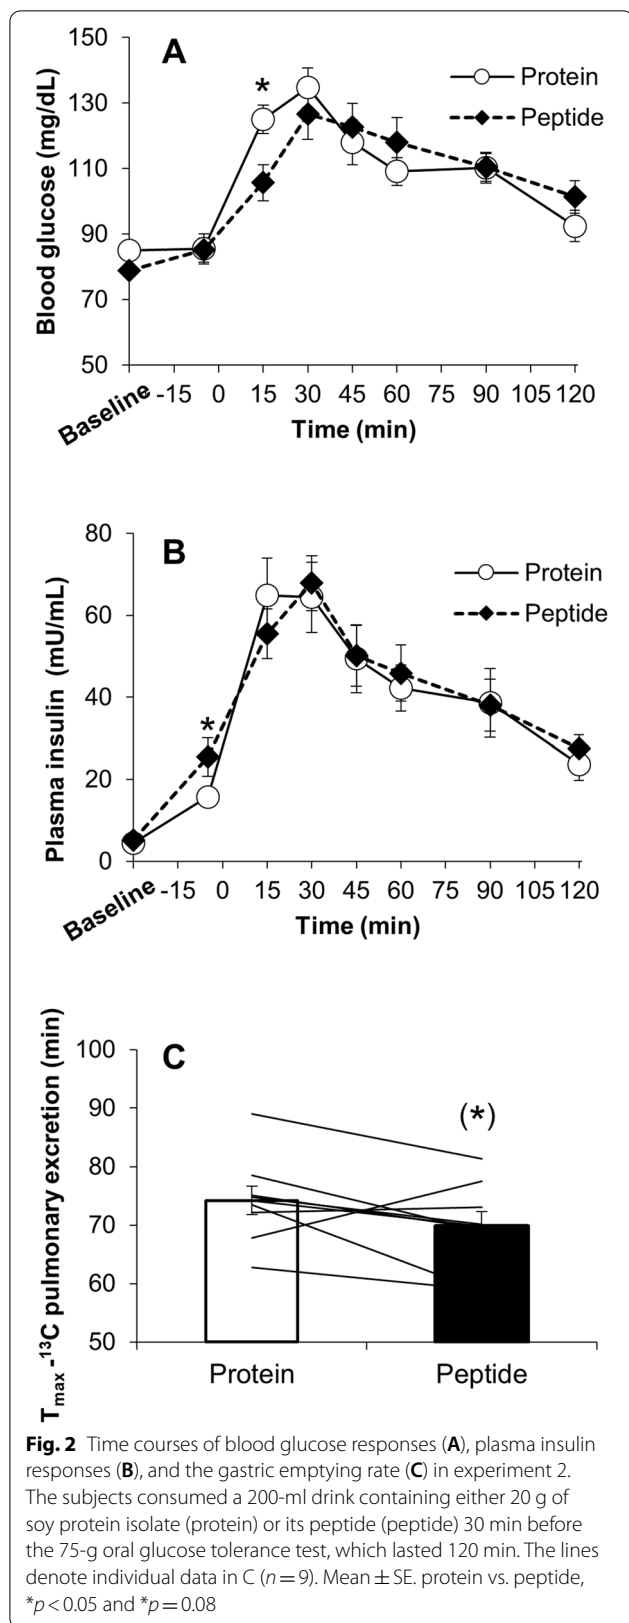 A
Protein
Peptide
*
Blood glucose (mg/dL)
150
130
110
90
70
50
Baseline -15 0 15 30 45 60 75 90 105 120
Time (min)
B
Protein
Peptide
*
Plasma insulin (mU/mL)
80
60
40
20
0
Baseline -15 0 15 30 45 60 75 90 105 120
Time (min)
C
(*)
Tmax -¹³C pulmonary excretion (min)
100
90
80
70
60
50
Protein Peptide
Fig. 2 Time courses of blood glucose responses (A), plasma insulin
responses (B), and the gastric emptying rate (C) in experiment 2.
The subjects consumed a 200-ml drink containing either 20 g of
soy protein isolate (protein) or its peptide (peptide) 30 min before
the 75-g oral glucose tolerance test, which lasted 120 min. The lines
denote individual data in C (n = 9). Mean ± SE. protein vs. peptide,
*p < 0.05 and *p = 0.08